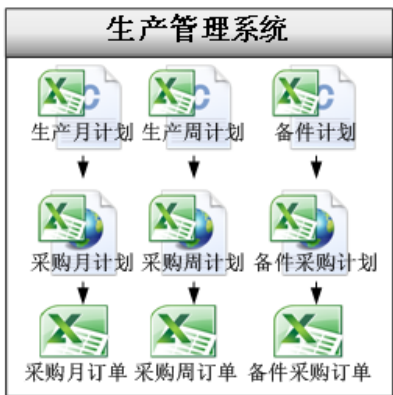 生产管理系统
生产月计划 生产周计划 备件计划
采购月计划 采购周计划 备件采购计划
采购月订单 采购周订单 备件采购订单